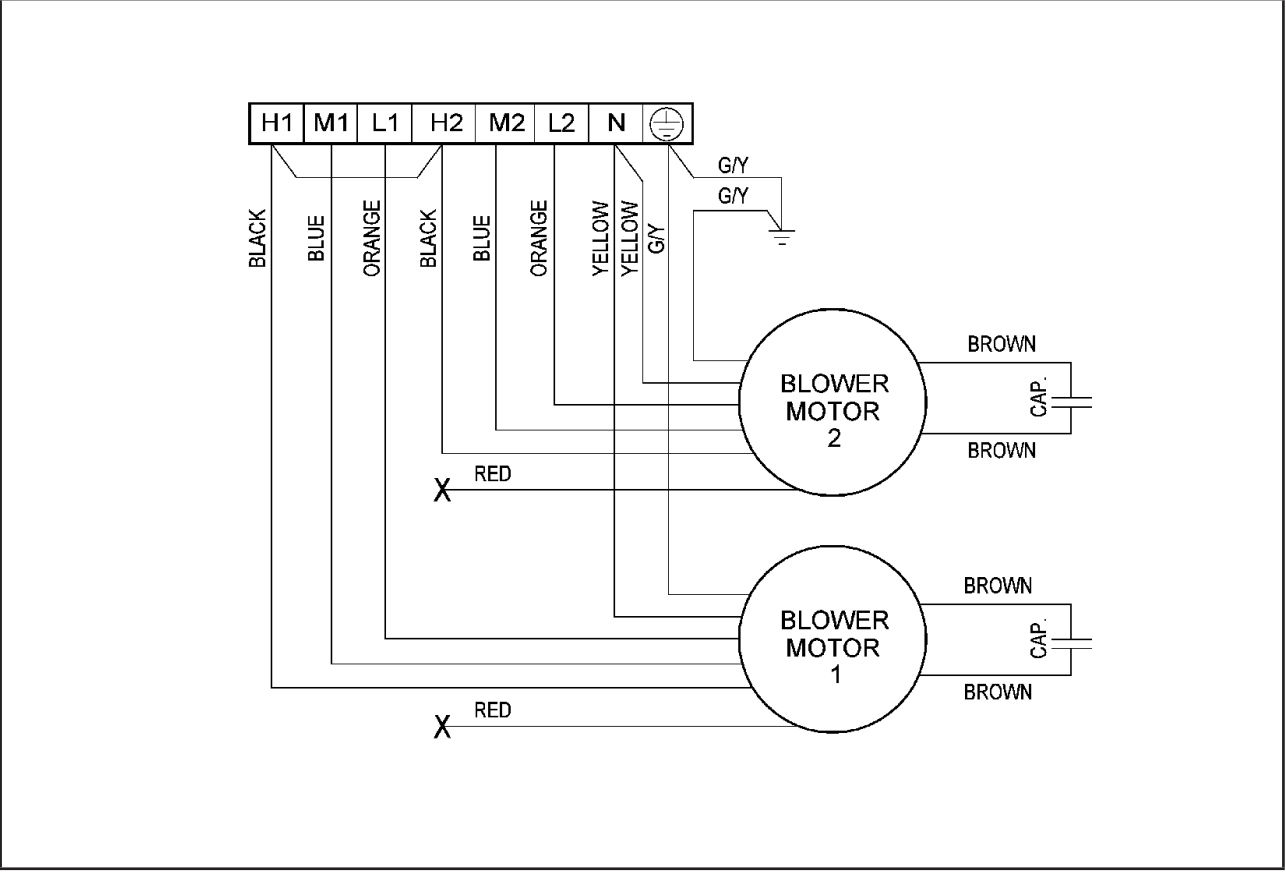 H1 M1 L1 H2 M2 L2 N
G/Y
G/Y
BLACK
BLUE
ORANGE
BLACK
BLUE
ORANGE
YELLOW
YELLOW
G/Y
BLOWER
MOTOR
2
BROWN
CAP.
BROWN
X
RED
BLOWER
MOTOR
1
BROWN
CAP.
BROWN
X
RED